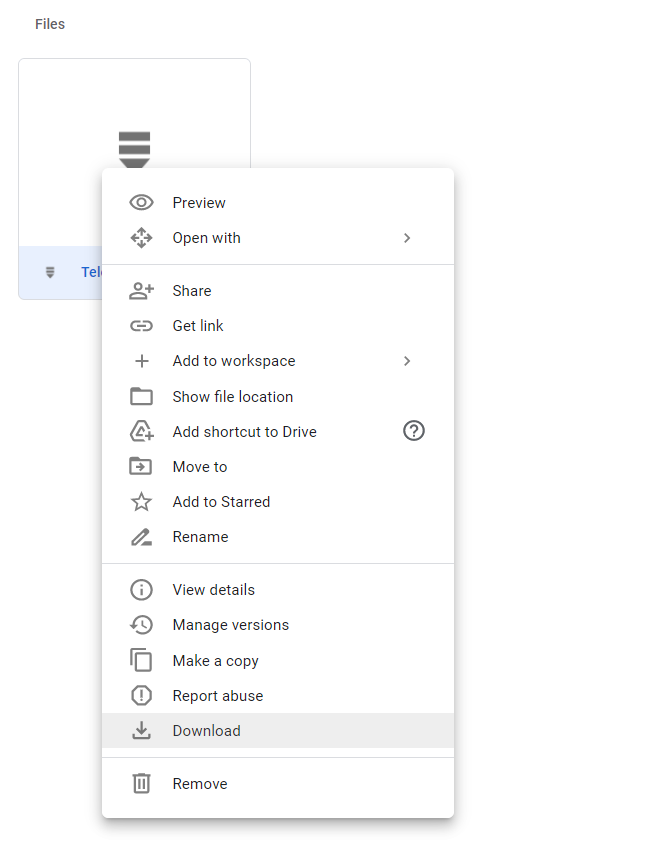 Files
Preview
Open with
Share
Get link
Add to workspace
Show file location
Add shortcut to Drive
Move to
Add to Starred
Rename
View details
Manage versions
Make a copy
Report abuse
Download
Remove